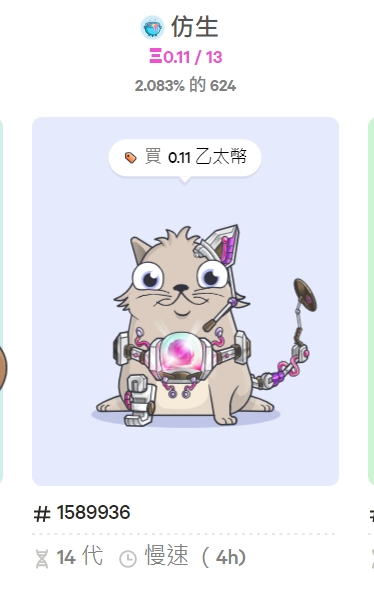 仿生
Ξ0.11 / 13
2.083% 的 624
買 0.11 乙太幣
# 1589936
14 代 慢速 ( 4h)